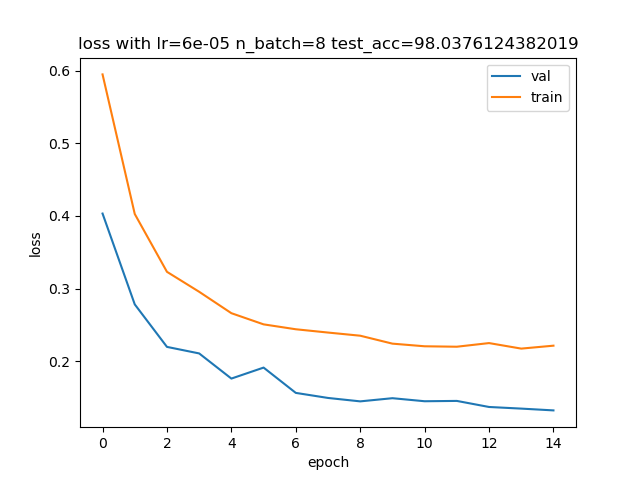 loss with lr=6e-05 n_batch=8 test_acc=98.0376124382019
val
train
0.6
0.5
0.4
0.3
0.2
loss
0 2 4 6 8 10 12 14
epoch